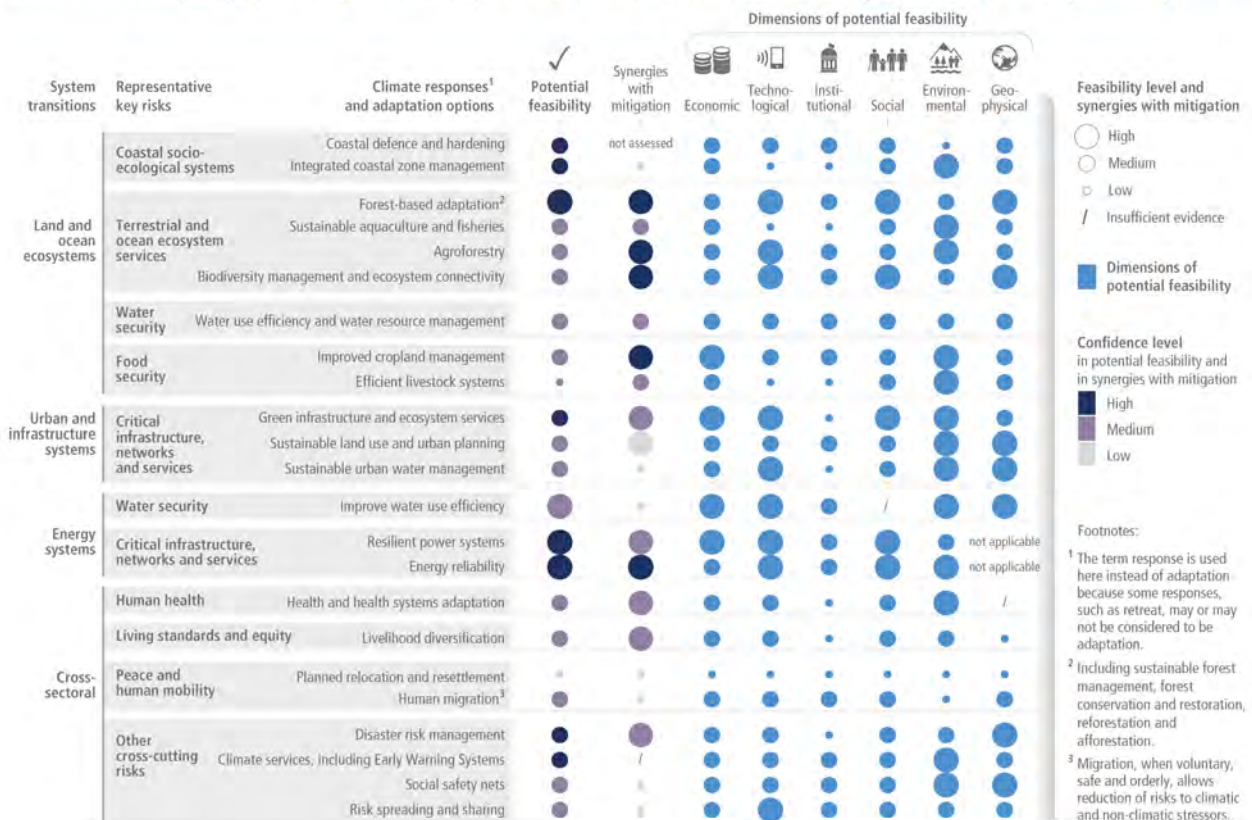 Dimensions of potential feasibility
System transitions
Representative key risks
Climate responses¹ and adaptation options
Potential feasibility
Synergies with mitigation
Economic
Techno-logical
Insti-tutional
Social
Environ-mental
Geo-physical
Land and ocean ecosystems
Coastal socio-ecological systems
Coastal defence and hardening
not assessed
Integrated coastal zone management
Terrestrial and ocean ecosystem services
Forest-based adaptation²
Sustainable aquaculture and fisheries
Agroforestry
Biodiversity management and ecosystem connectivity
Water security
Water use efficiency and water resource management
Food security
Improved cropland management
Efficient livestock systems
Urban and infrastructure systems
Critical infrastructure, networks and services
Green infrastructure and ecosystem services
Sustainable land use and urban planning
Sustainable urban water management
Energy systems
Water security
Improve water use efficiency
/
Critical infrastructure, networks and services
Resilient power systems
not applicable
Energy reliability
not applicable
Cross-sectoral
Human health
Health and health systems adaptation
/
Living standards and equity
Livelihood diversification
Peace and human mobility
Planned relocation and resettlement
Human migration³
Other cross-cutting risks
Disaster risk management
Climate services, including Early Warning Systems
/
Social safety nets
Risk spreading and sharing
Feasibility level and synergies with mitigation
High
Medium
Low
/ Insufficient evidence
Dimensions of potential feasibility
Confidence level
in potential feasibility and
in synergies with mitigation
High
Medium
Low
Footnotes:
¹ The term response is used
here instead of adaptation
because some responses,
such as retreat, may or may
not be considered to be
adaptation.
² Including sustainable forest
management, forest
conservation and restoration,
reforestation and
afforestation.
³ Migration, when voluntary,
safe and orderly, allows
reduction of risks to climatic
and non-climatic stressors.